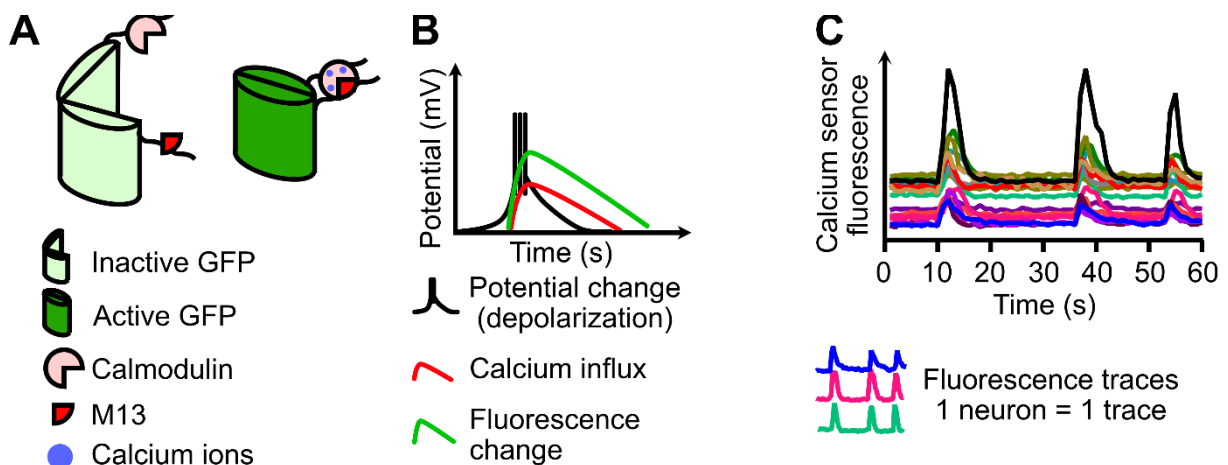 A
Inactive GFP
Active GFP
Calmodulin
M13
Calcium ions
B
Potential (mV)
Time (s)
Potential change
(depolarization)
Calcium influx
Fluorescence
change
C
Calcium sensor
fluorescence
0 10 20 30 40 50 60
Time (s)
Fluorescence traces
1 neuron = 1 trace